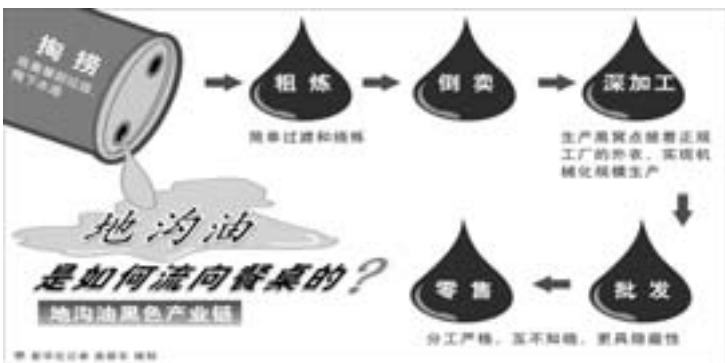 掏捞
粗炼
倒卖
深加工
简单过滤和提炼
生产黑窝点披着正规
工厂的外衣，实现机
械化规模生产
批发
零售
分工严格，互不知晓，更具隐蔽性
地沟油
是如何流向餐桌的？
地沟油黑色产业链